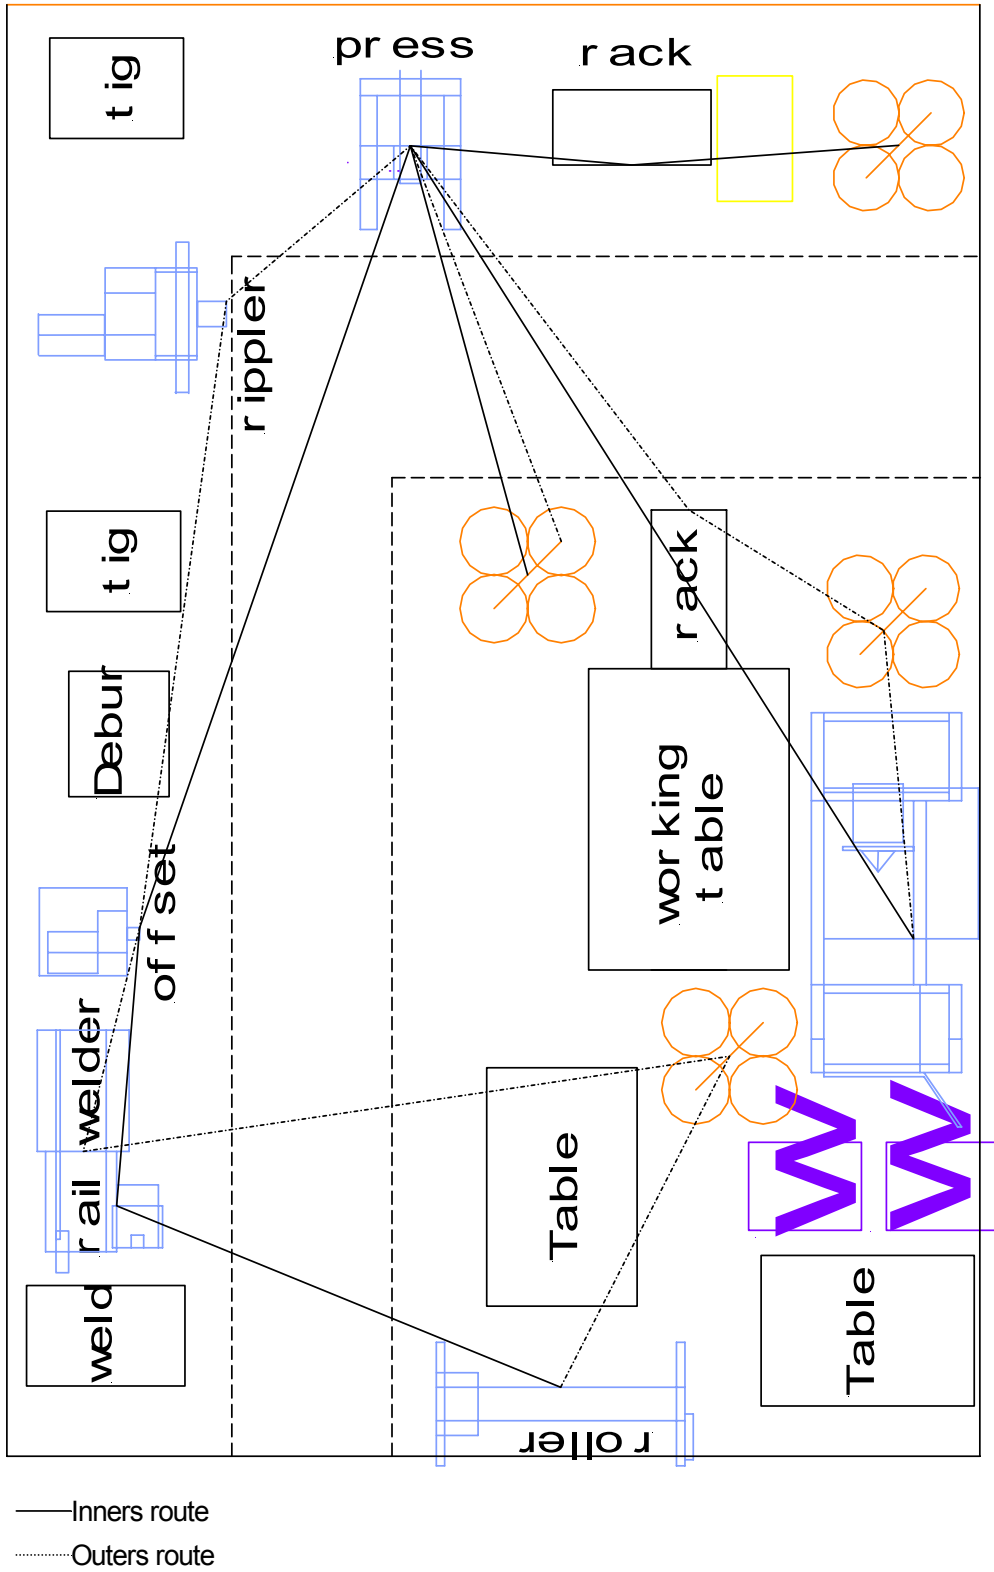 tig
press
rack
rippler
tig
rack
Debur
working
table
offset
rail welder
Table
W
W
weld
Table
roller
Inners route
Outers route